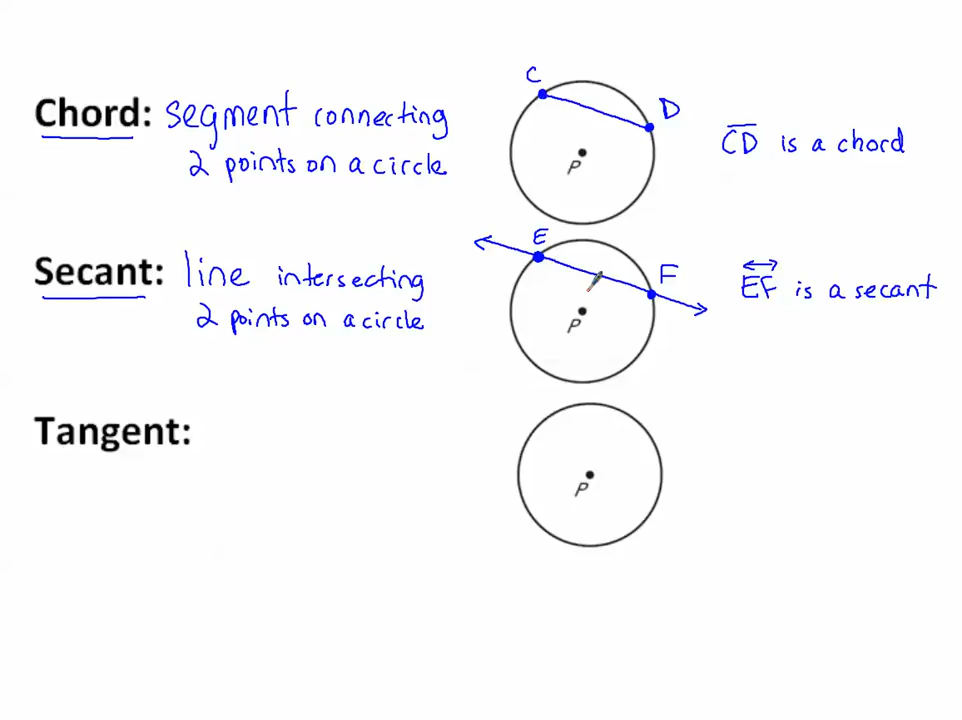 Chord: segment connecting
2 points on a circle
C
D
P
CD is a chord
Secant: line intersecting
2 points on a circle
E
F
P
EF is a secant
Tangent:
P